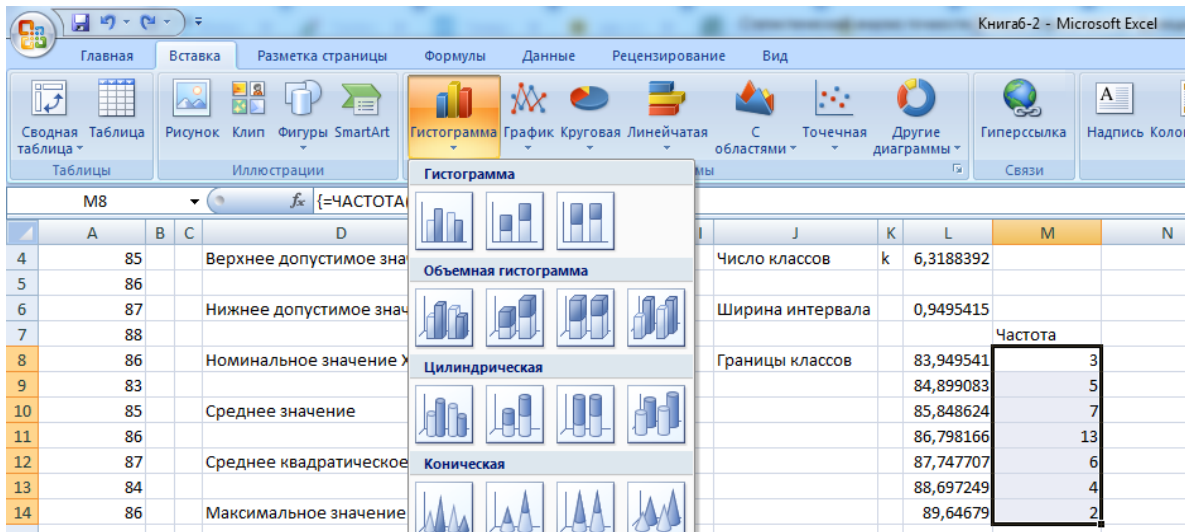 Книга6-2 - Microsoft Excel
Главная Вставка Разметка страницы Формулы Данные Рецензирование Вид
Сводная таблица Таблица Рисунок Клип Фигуры SmartArt Гистограмма График Круговая Линейчатая С областями Точечная Другие диаграммы Гиперссылка Надпись
Таблицы Иллюстрации Связи
M8 fx {=ЧАСТОТА(
A B C D I J K L M N
4 85 Верхнее допустимое Число классов k 6,3188392
5 86
6 87 Нижнее допустимое Ширина интервала 0,9495415
7 88 Частота
8 86 Номинальное значение Границы классов 83,949541 3
9 83 84,899083 5
10 85 Среднее значение 85,848624 7
11 86 86,798166 13
12 87 Среднее квадратическое 87,747707 6
13 84 88,697249 4
14 86 Максимальное значение 89,64679 2
Гистограмма
Объемная гистограмма
Цилиндрическая
Коническая